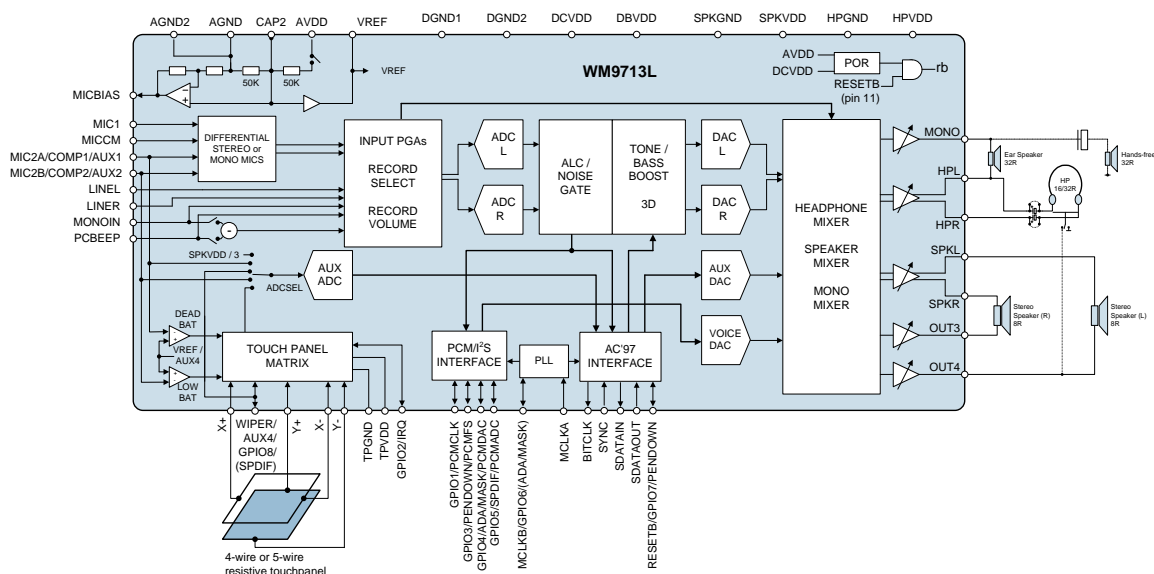 AGND2
AGND
CAP2
AVDD
VREF
DGND1
DGND2
DCVDD
DBVDD
SPKGND
SPKVDD
HPGND
HPVDD
WM9713L
AVDD
DCVDD
POR
RESETB
(pin 11)
rb
50K
50K
VREF
MICBIAS
MIC1
MICCM
MIC2A/COMP1/AUX1
MIC2B/COMP2/AUX2
LINEL
LINER
MONOIN
PCBEEP
DIFFERENTIAL
STEREO or
MONO MICS
INPUT PGAs
RECORD
SELECT
RECORD
VOLUME
ADC
L
ADC
R
ALC /
NOISE
GATE
TONE /
BASS
BOOST
3D
DAC
L
DAC
R
HEADPHONE
MIXER
SPEAKER
MIXER
MONO
MIXER
MONO
HPL
HPR
SPKL
SPKR
OUT3
OUT4
Ear Speaker
32R
Hands-free
32R
HP
16/32R
Stereo
Speaker (R)
8R
Stereo
Speaker (L)
8R
SPKVDD / 3
ADCSEL
AUX
ADC
AUX
DAC
VOICE
DAC
DEAD
BAT
VREF /
AUX4
LOW
BAT
TOUCH PANEL
MATRIX
PCM/I²S
INTERFACE
PLL
AC'97
INTERFACE
X+
WIPER/
AUX4/
GPIO8/
(SPDIF)
Y+
X-
Y-
TPGND
TPVDD
GPIO2/IRQ
GPIO1/PCMCLK
GPIO3/PENDOWN/PCMFS
GPIO4/ADA/MASK/PCMDAC
GPIO5/SPDIF/PCMADC
MCLKB/GPIO6/(ADA/MASK)
MCLKA
BITCLK
SYNC
SDATAIN
SDATAOUT
RESETB/GPIO7/PENDOWN
4-wire or 5-wire
resistive touchpanel